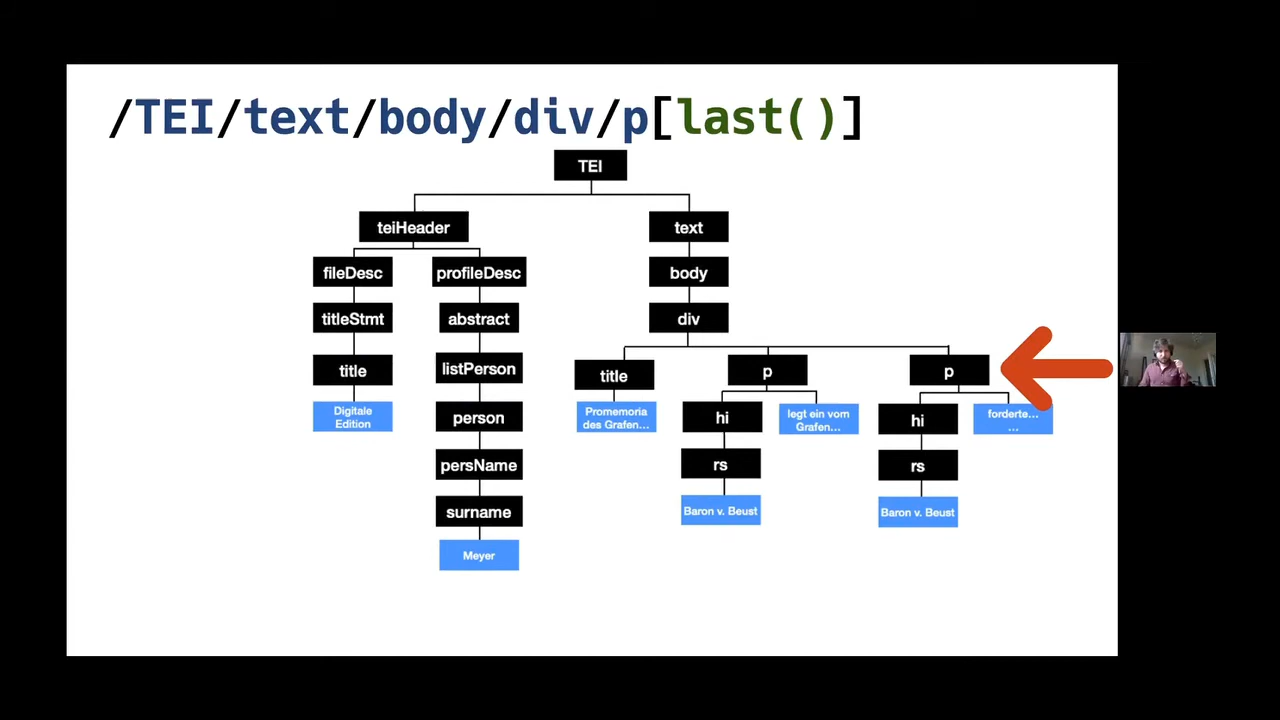 /TEI/text/body/div/p[last()]
TEI
teiHeader
text
fileDesc
profileDesc
body
titleStmt
abstract
div
title
listPerson
title
p
p
Digitale
Edition
person
Promemoria
des Grafen...
hi
legt ein vom
Grafen...
hi
forderte...
...
persName
rs
rs
surname
Baron v. Beust
Baron v. Beust
Meyer